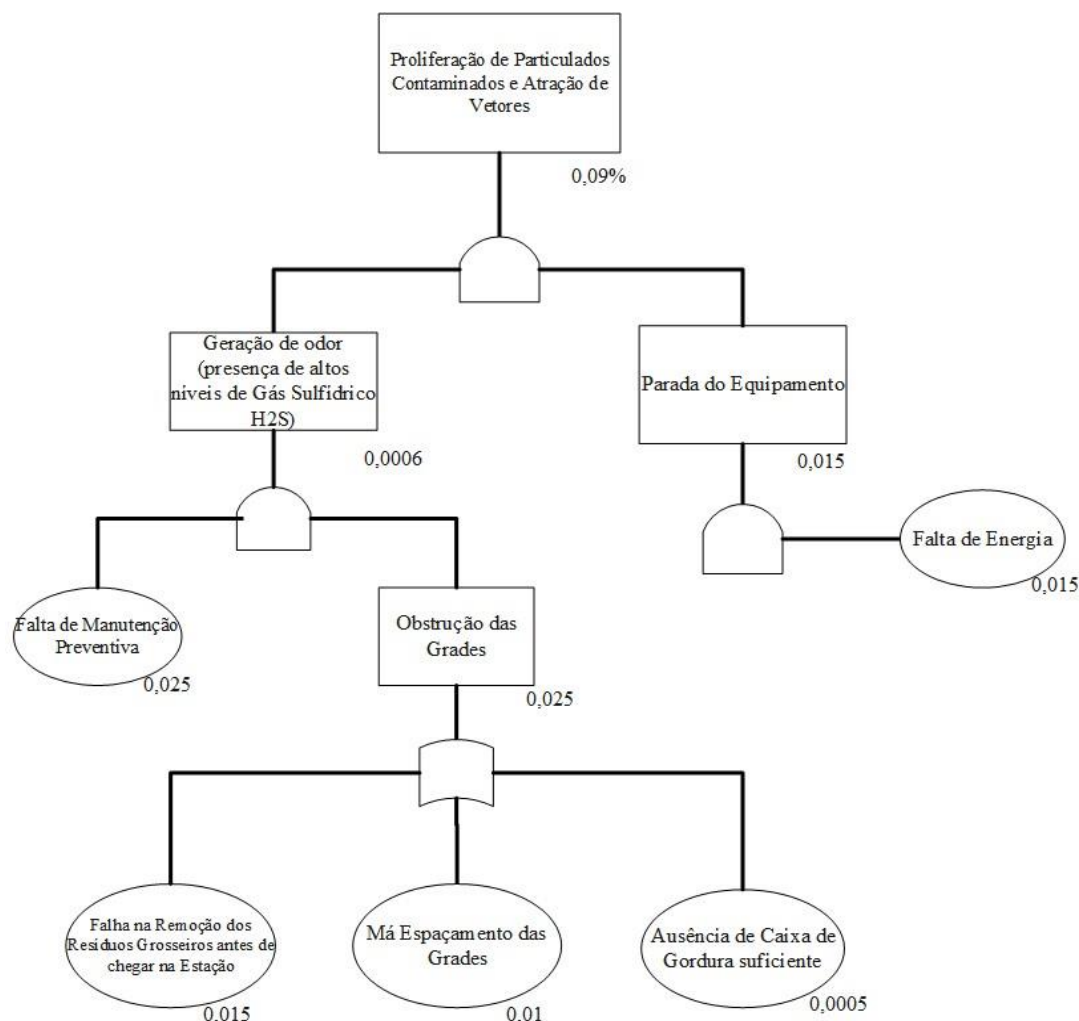 Proliferação de Particulados
Contaminados e Atração de
Vetores
0,09%
Geração de odor
(presença de altos
níveis de Gás Sulfídrico
H2S)
0,0006
Parada do Equipamento
0,015
Falta de Energia
0,015
Falta de Manutenção
Preventiva
0,025
Obstrução das
Grades
0,025
Falha na Remoção dos
Resíduos Grosseiros antes de
chegar na Estação
0,015
Má Espaçamento das
Grades
0,01
Ausência de Caixa de
Gordura suficiente
0,0005